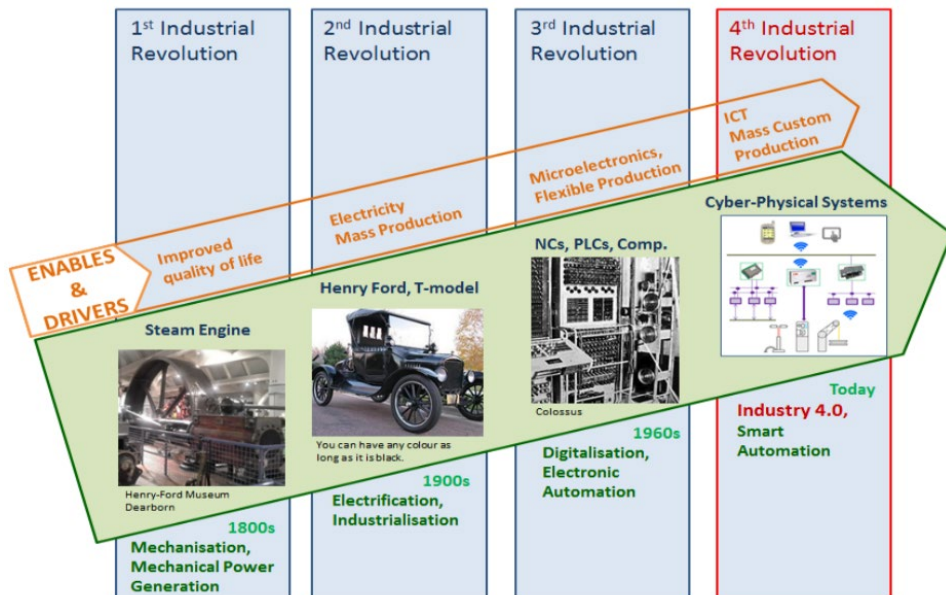 1st Industrial
Revolution
2nd Industrial
Revolution
3rd Industrial
Revolution
4th Industrial
Revolution
ENABLES
&
DRIVERS
Improved
quality of life
Electricity
Mass Production
Microelectronics,
Flexible Production
ICT
Mass Custom
Production
Steam Engine
Henry-Ford Museum
Dearborn
1800s
Mechanisation,
Mechanical Power
Generation
Henry Ford, T-model
You can have any colour as
long as it is black.
1900s
Electrification,
Industrialisation
NCs, PLCs, Comp.
Colossus
1960s
Digitalisation,
Electronic
Automation
Cyber-Physical Systems
Today
Industry 4.0,
Smart
Automation